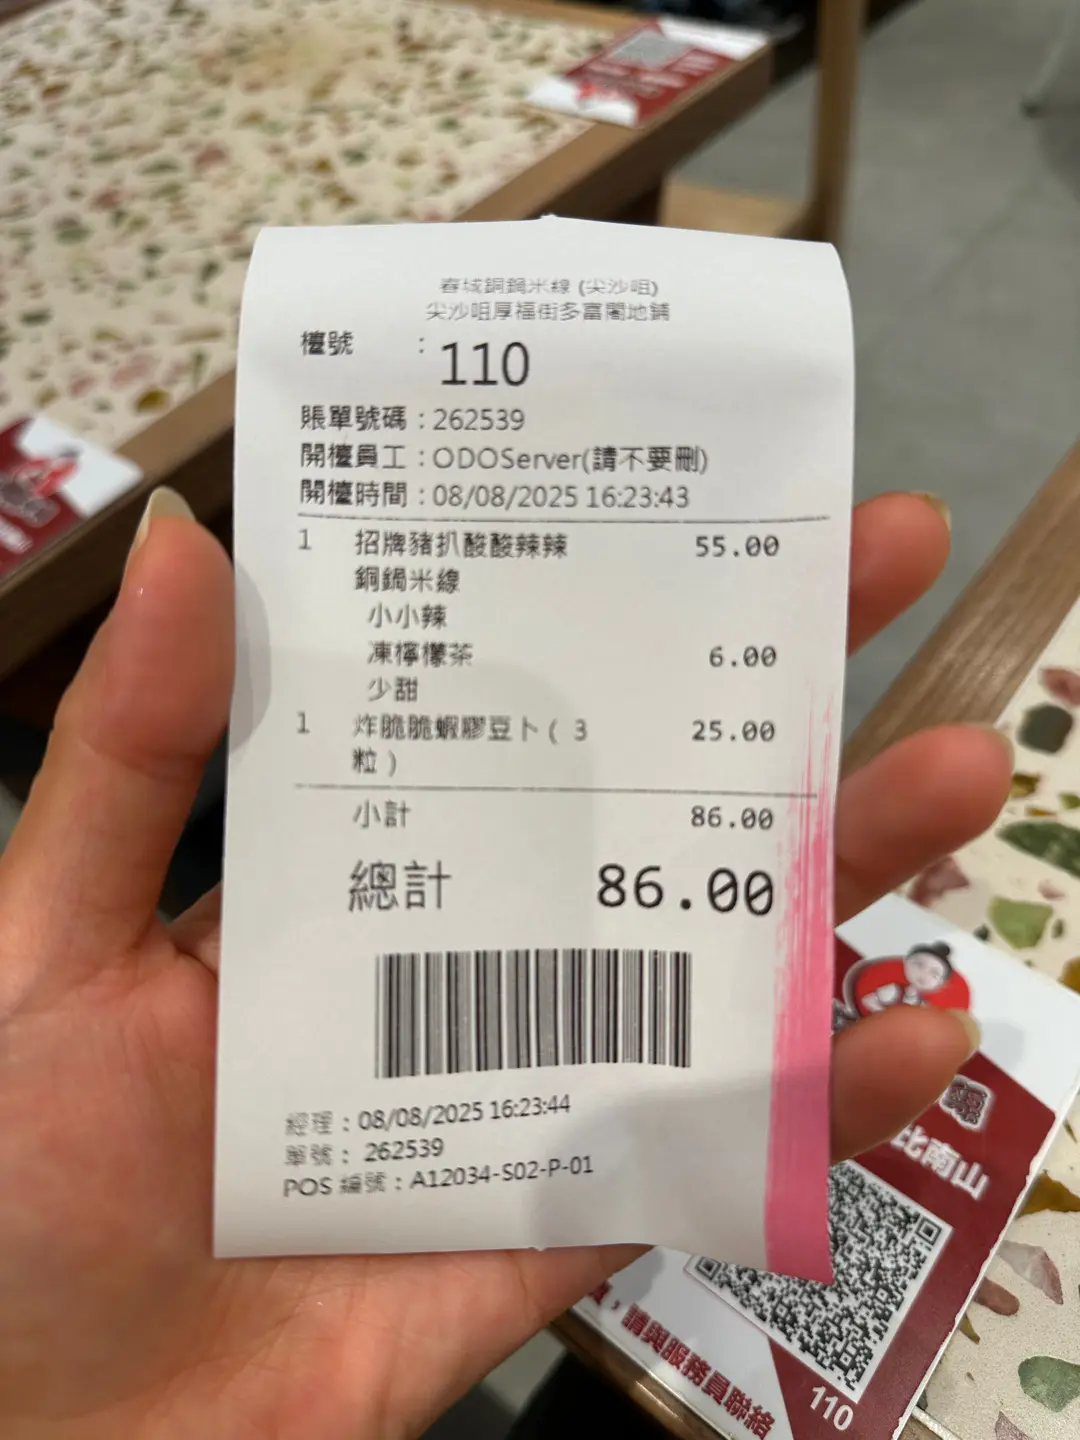 春城銅鍋米線 (尖沙咀)
尖沙咀厚福街多富閣地鋪
檯號 : 110
賬單號碼 : 262539
開檯員工 : ODOServer(請不要刪)
開檯時間 : 08/08/2025 16:23:43
1 招牌豬扒酸酸辣辣 55.00
銅鍋米線
小小辣
凍檸檬茶 6.00
少甜
1 炸脆脆蝦膠豆卜( 3 25.00
粒)
小計 86.00
總計 86.00
經理 : 08/08/2025 16:23:44
單號 : 262539
POS 編號 : A12034-S02-P-01
比南山
,請與服務員聯絡
110